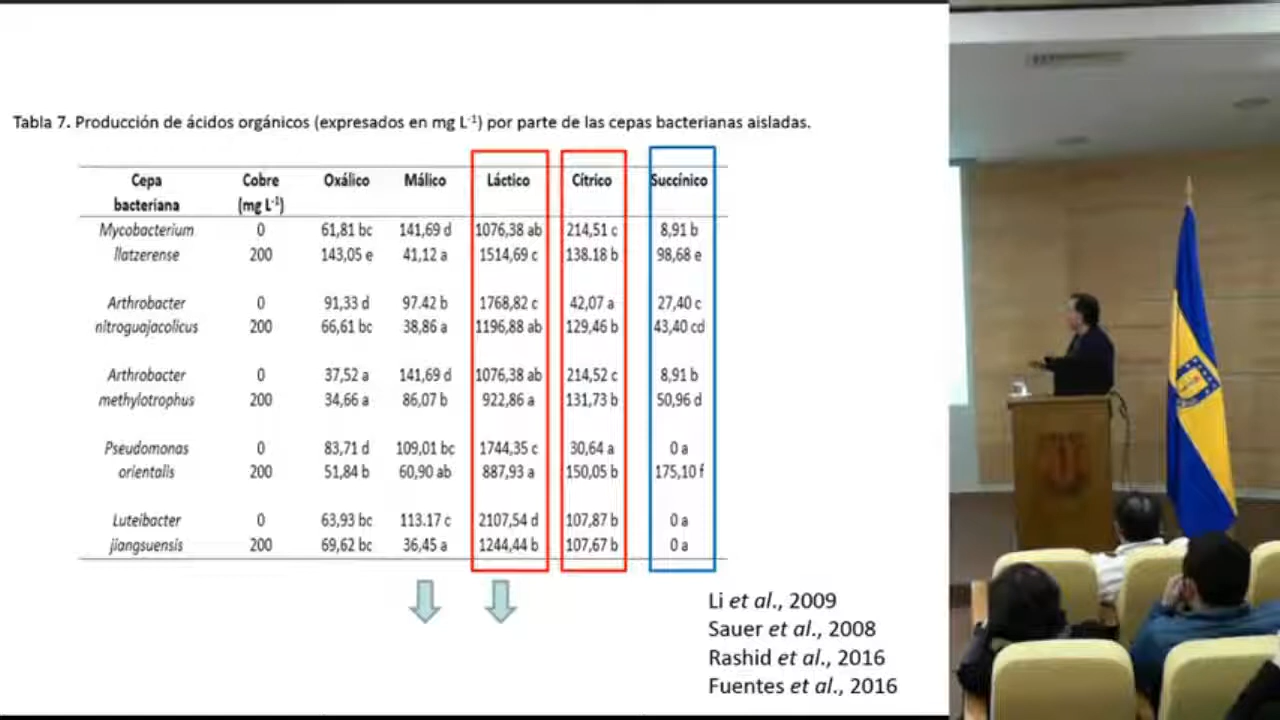 Tabla 7. Producción de ácidos orgánicos (expresados en mg L-1) por parte de las cepas bacterianas aisladas.
Cepa bacteriana Cobre (mg L-1) Oxálico Málico Láctico Cítrico Succínico
Mycobacterium 0 61,81 bc 141,69 d 1076,38 ab 214,51 c 8,91 b
llatzerense 200 143,05 e 41,12 a 1514,69 c 138.18 b 98,68 e
Arthrobacter 0 91,33 d 97.42 b 1768,82 c 42,07 a 27,40 c
nitroguajacolicus 200 66,61 bc 38,86 a 1196,88 ab 129,46 b 43,40 cd
Arthrobacter 0 37,52 a 141,69 d 1076,38 ab 214,52 c 8,91 b
methylotrophus 200 34,66 a 86,07 b 922,86 a 131,73 b 50,96 d
Pseudomonas 0 83,71 d 109,01 bc 1744,35 c 30,64 a 0 a
orientalis 200 51,84 b 60,90 ab 887,93 a 150,05 b 175,10 f
Luteibacter 0 63,93 bc 113.17 c 2107,54 d 107,87 b 0 a
jiangsuensis 200 69,62 bc 36,45 a 1244,44 b 107,67 b 0 a
Li et al., 2009
Sauer et al., 2008
Rashid et al., 2016
Fuentes et al., 2016